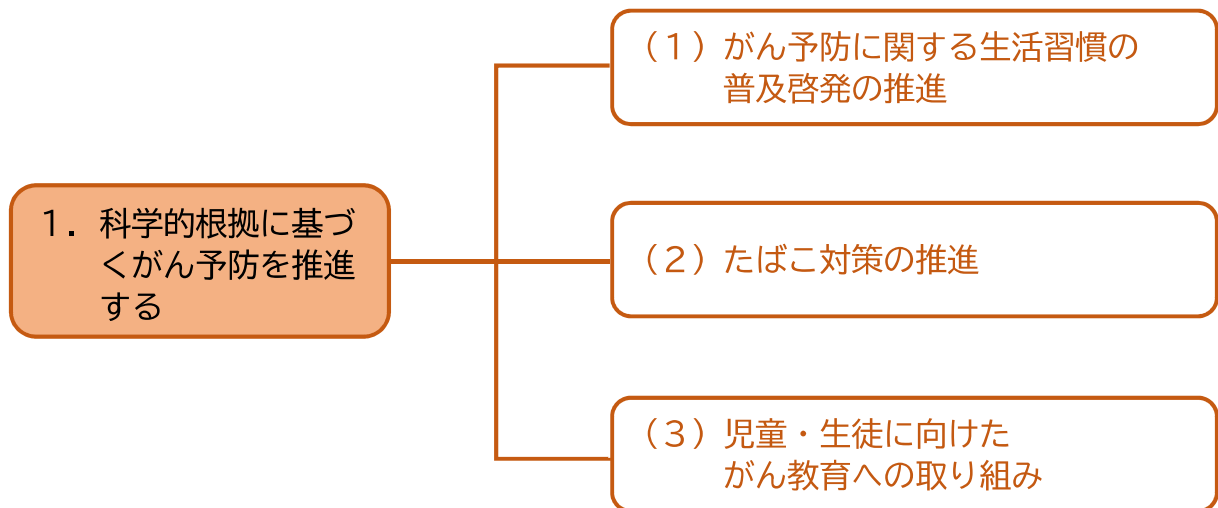 1．科学的根拠に基づ
くがん予防を推進
する
（1）がん予防に関する生活習慣の
普及啓発の推進
（2）たばこ対策の推進
（3）児童・生徒に向けた
がん教育への取り組み